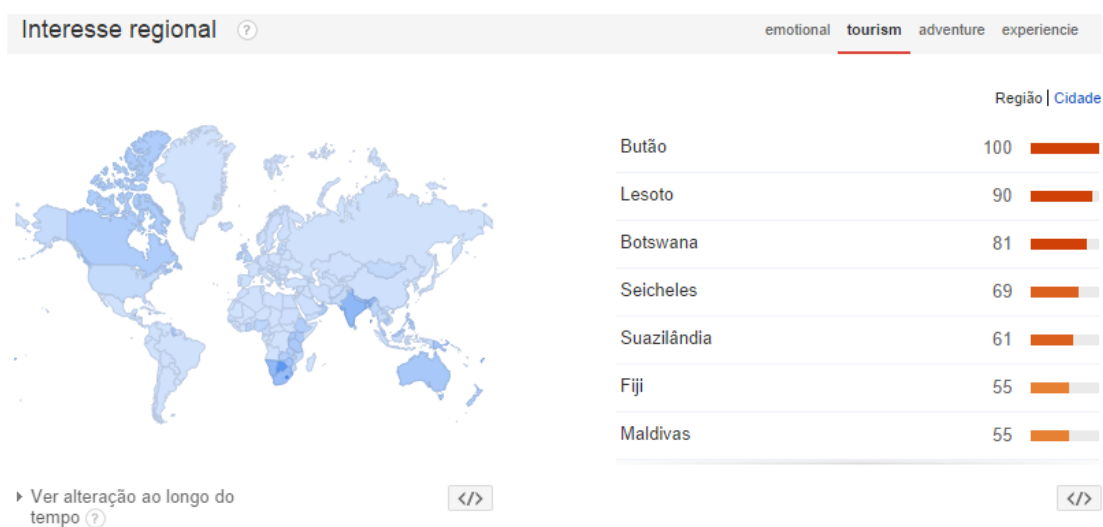 Interesse regional ?
emotional tourism adventure experiencie
Região | Cidade
Butão 100
Lesoto 90
Botswana 81
Seicheles 69
Suazilândia 61
Fiji 55
Maldivas 55
Ver alteração ao longo do
tempo ?
</>
</>